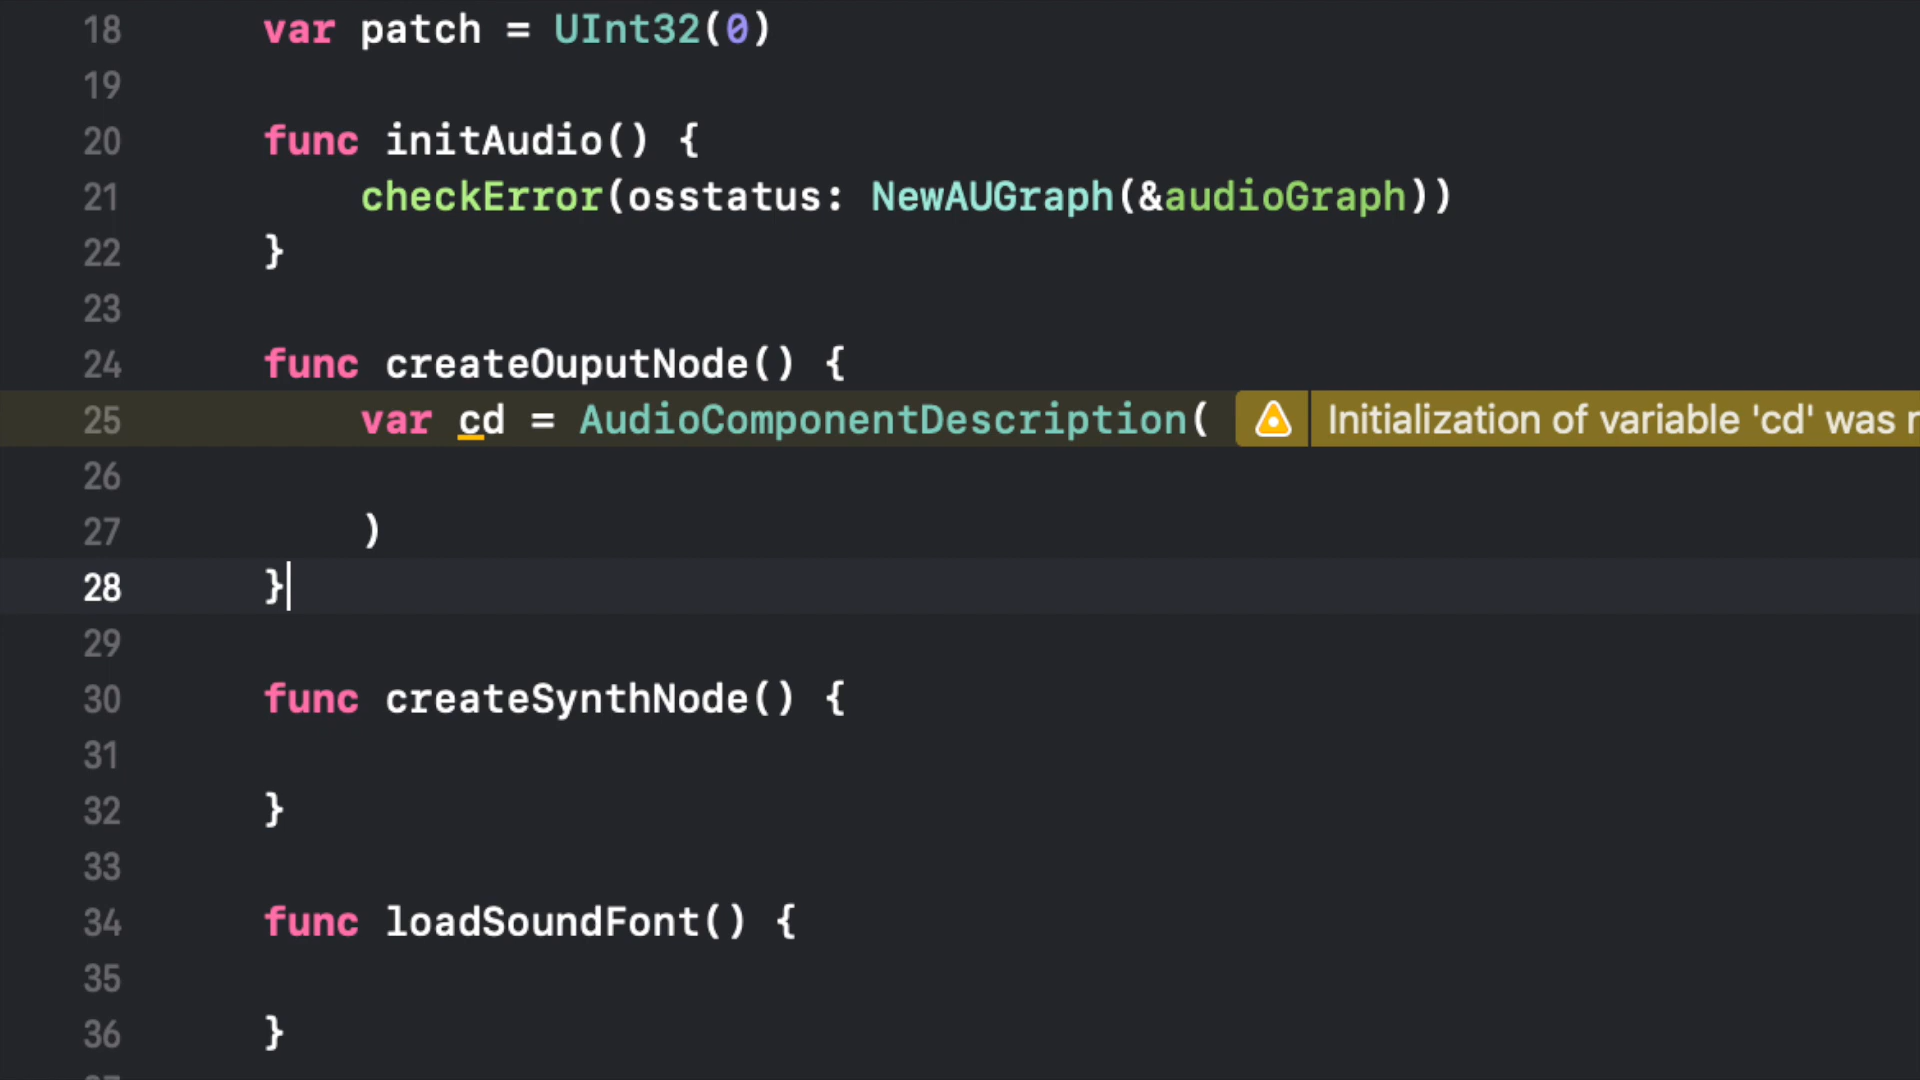 18 var patch = UInt32(0)
19
20 func initAudio() {
21 checkError(osstatus: NewAUGraph(&audioGraph))
22 }
23
24 func createOuputNode() {
25 var cd = AudioComponentDescription( Initialization of variable 'cd' was
26
27 )
28 }
29
30 func createSynthNode() {
31
32 }
33
34 func loadSoundFont() {
35
36 }